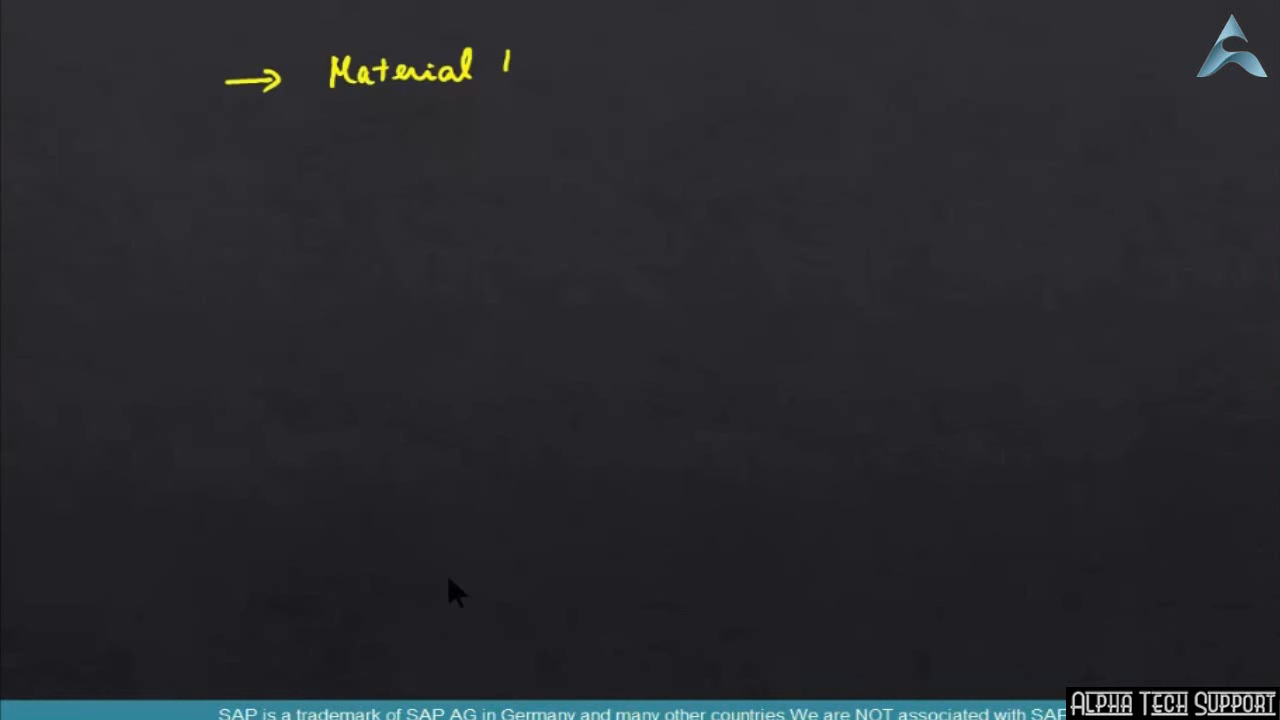 → Material
SAP is a trademark of SAP AG in Germany and many other countries We are NOT associated with SAP
ALPHA TECH SUPPORT